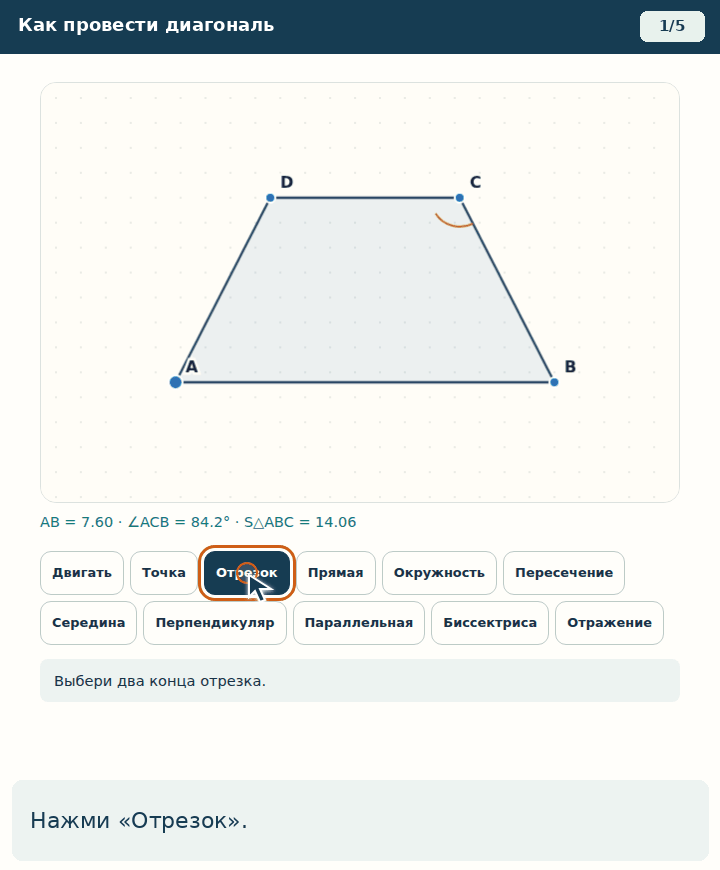 Как провести диагональ
1/5
D
C
A
B
AB = 7.60 · ∠ACB = 84.2° · S△ABC = 14.06
Двигать
Точка
Отрезок
Прямая
Окружность
Пересечение
Середина
Перпендикуляр
Параллельная
Биссектриса
Отражение
Выбери два конца отрезка.
Нажми «Отрезок».